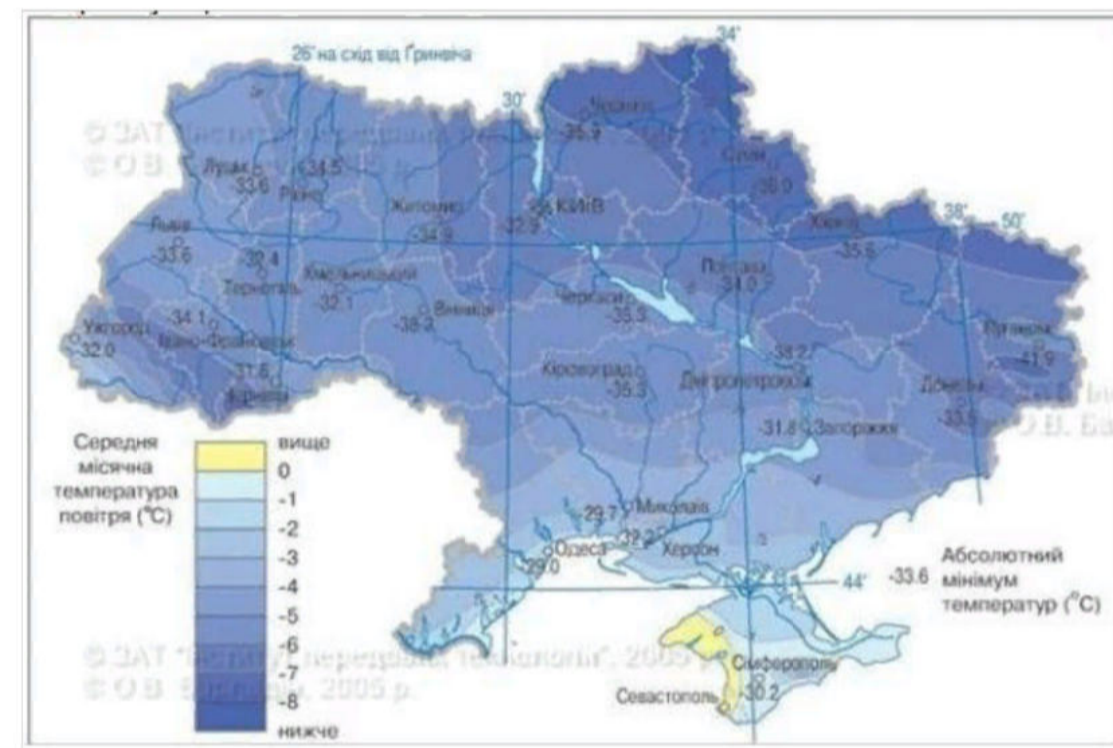 26° на схід від Ґринвіча
34°
30°
Чернігів
-35.9
Луцьк
-33.6
-34.5
Рівне
Суми
-36.0
Житомир
-34.9
КИЇВ
-32.9
Харків
-35.6
38°
50°
Львів
-33.6
-32.4
Тернопіль
Хмельницький
-32.1
Полтава
-34.0
Вінниця
-38.2
Черкаси
-35.3
Ужгород
-32.0
-34.1
Івано-Франківськ
Луганськ
-41.9
-31.6
Чернівці
Кіровоград
-35.3
-38.2
Дніпропетровськ
Донецьк
-31.8
Запоріжжя
Середня
місячна
температура
повітря (°С)
вище
0
-1
-2
-3
-4
-5
-6
-7
-8
нижче
-29.7
Миколаїв
-32.2
Херсон
Одеса
-29.0
44°
-33.6
Абсолютний
мінімум
температур (°С)
© ЗАТ "Інститут передових технологій", 2005 р.
© О.В. 2005 р.
Сімферополь
-30.2
Севастополь